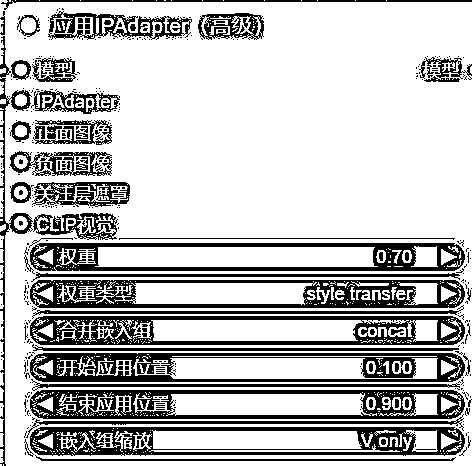 应用IPAdapter（高级）
模型 模型
IPAdapter
正面图像
负面图像
关注层遮罩
CLIP视觉
权重 0.70
权重类型 style transfer
合并嵌入组 concat
开始应用位置 0.100
结束应用位置 0.900
嵌入组缩放 V only